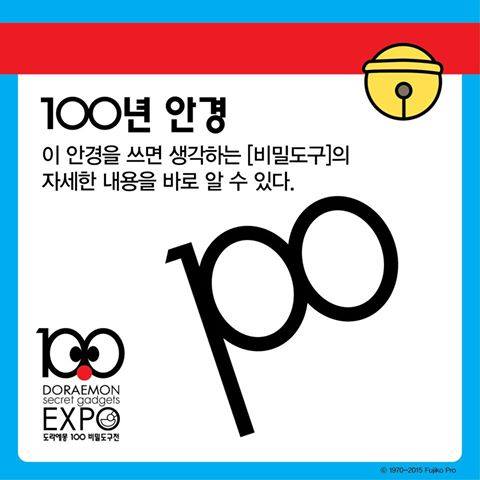 100년 안경
이 안경을 쓰면 생각하는 [비밀도구]의
자세한 내용을 바로 알 수 있다.
100
100
DORAEMON
secret gadgets
EXPO
도라에몽 100 비밀도구전
© 1970-2015 Fujiko Pro